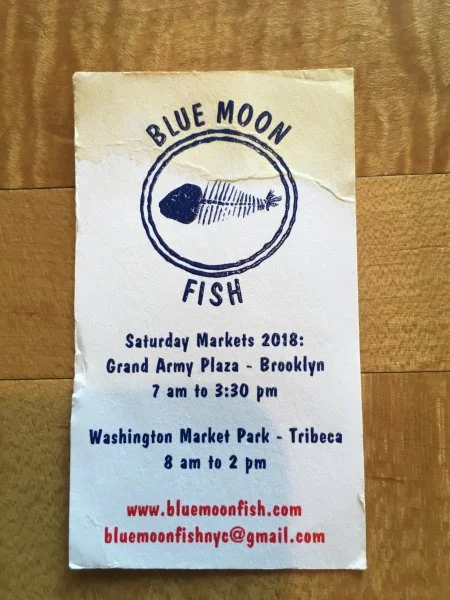 BLUE MOON
FISH
Saturday Markets 2018:
Grand Army Plaza - Brooklyn
7 am to 3:30 pm
Washington Market Park - Tribeca
8 am to 2 pm
www.bluemoonfish.com
bluemoonfishnyc@gmail.com